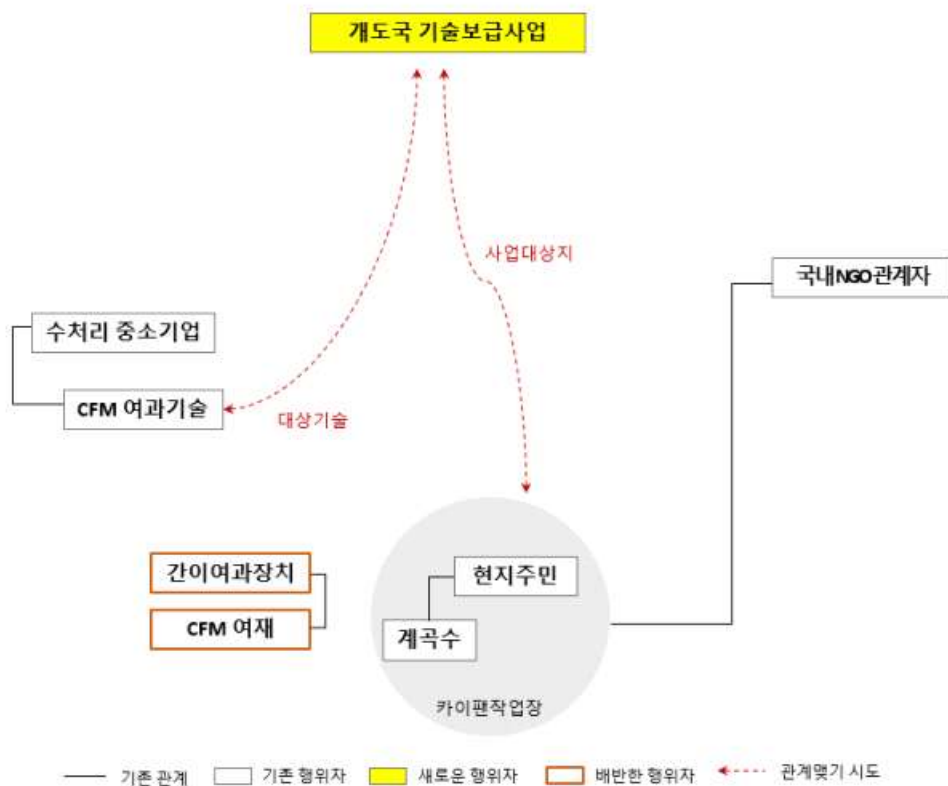 개도국 기술보급사업
사업대상지
국내NGO관계자
수처리 중소기업
CFM 여과기술
대상기술
간이여과장치
현지주민
CFM 여재
계곡수
카이팬작업장
기존 관계
기존 행위자
새로운 행위자
배반한 행위자
관계맺기 시도